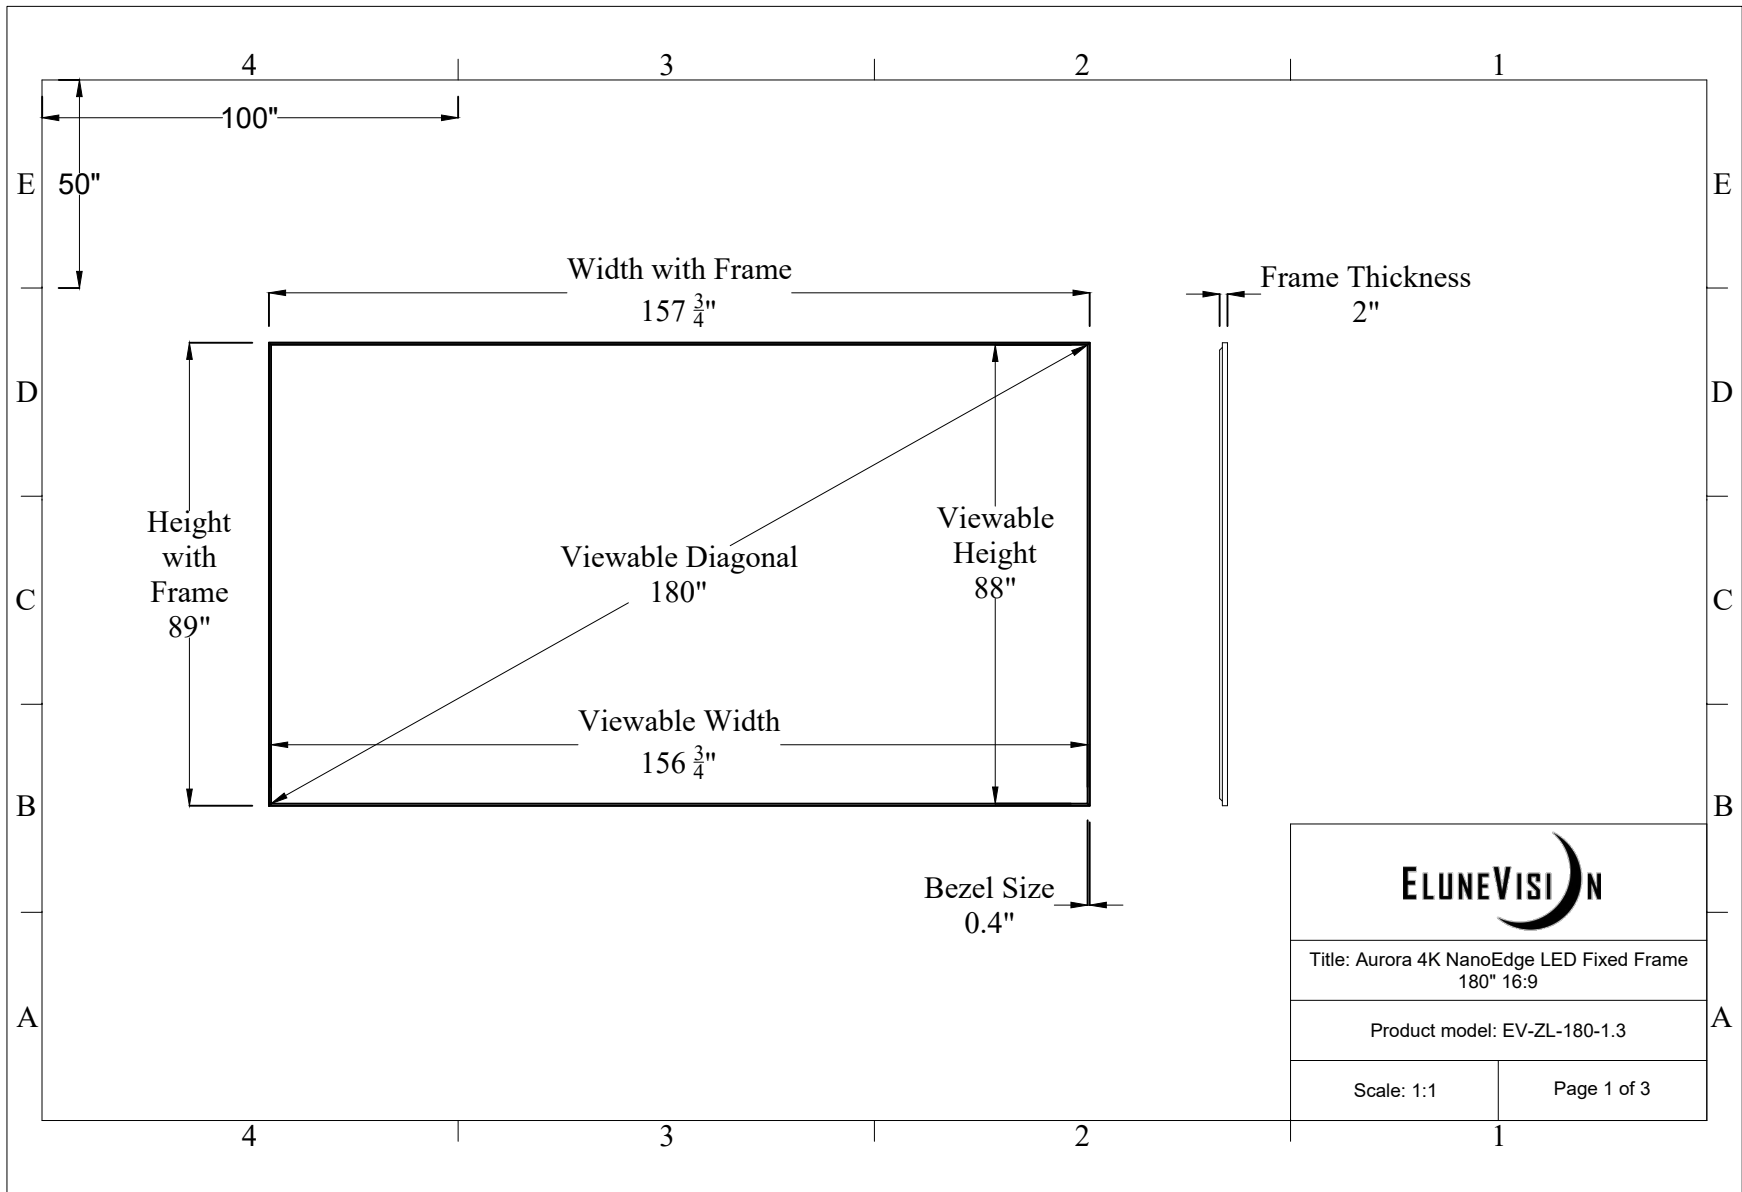 4 3 2 1
100"
E 50" E
Width with Frame
157 3/4"
Frame Thickness
2"
D D
Height
with
Frame
89"
Viewable Diagonal
180"
Viewable
Height
88"
C C
Viewable Width
156 3/4"
B B
Bezel Size
0.4"
ELUNEVISION
Title: Aurora 4K NanoEdge LED Fixed Frame
180" 16:9
Product model: EV-ZL-180-1.3
A A
Scale: 1:1
Page 1 of 3
4 3 2 1